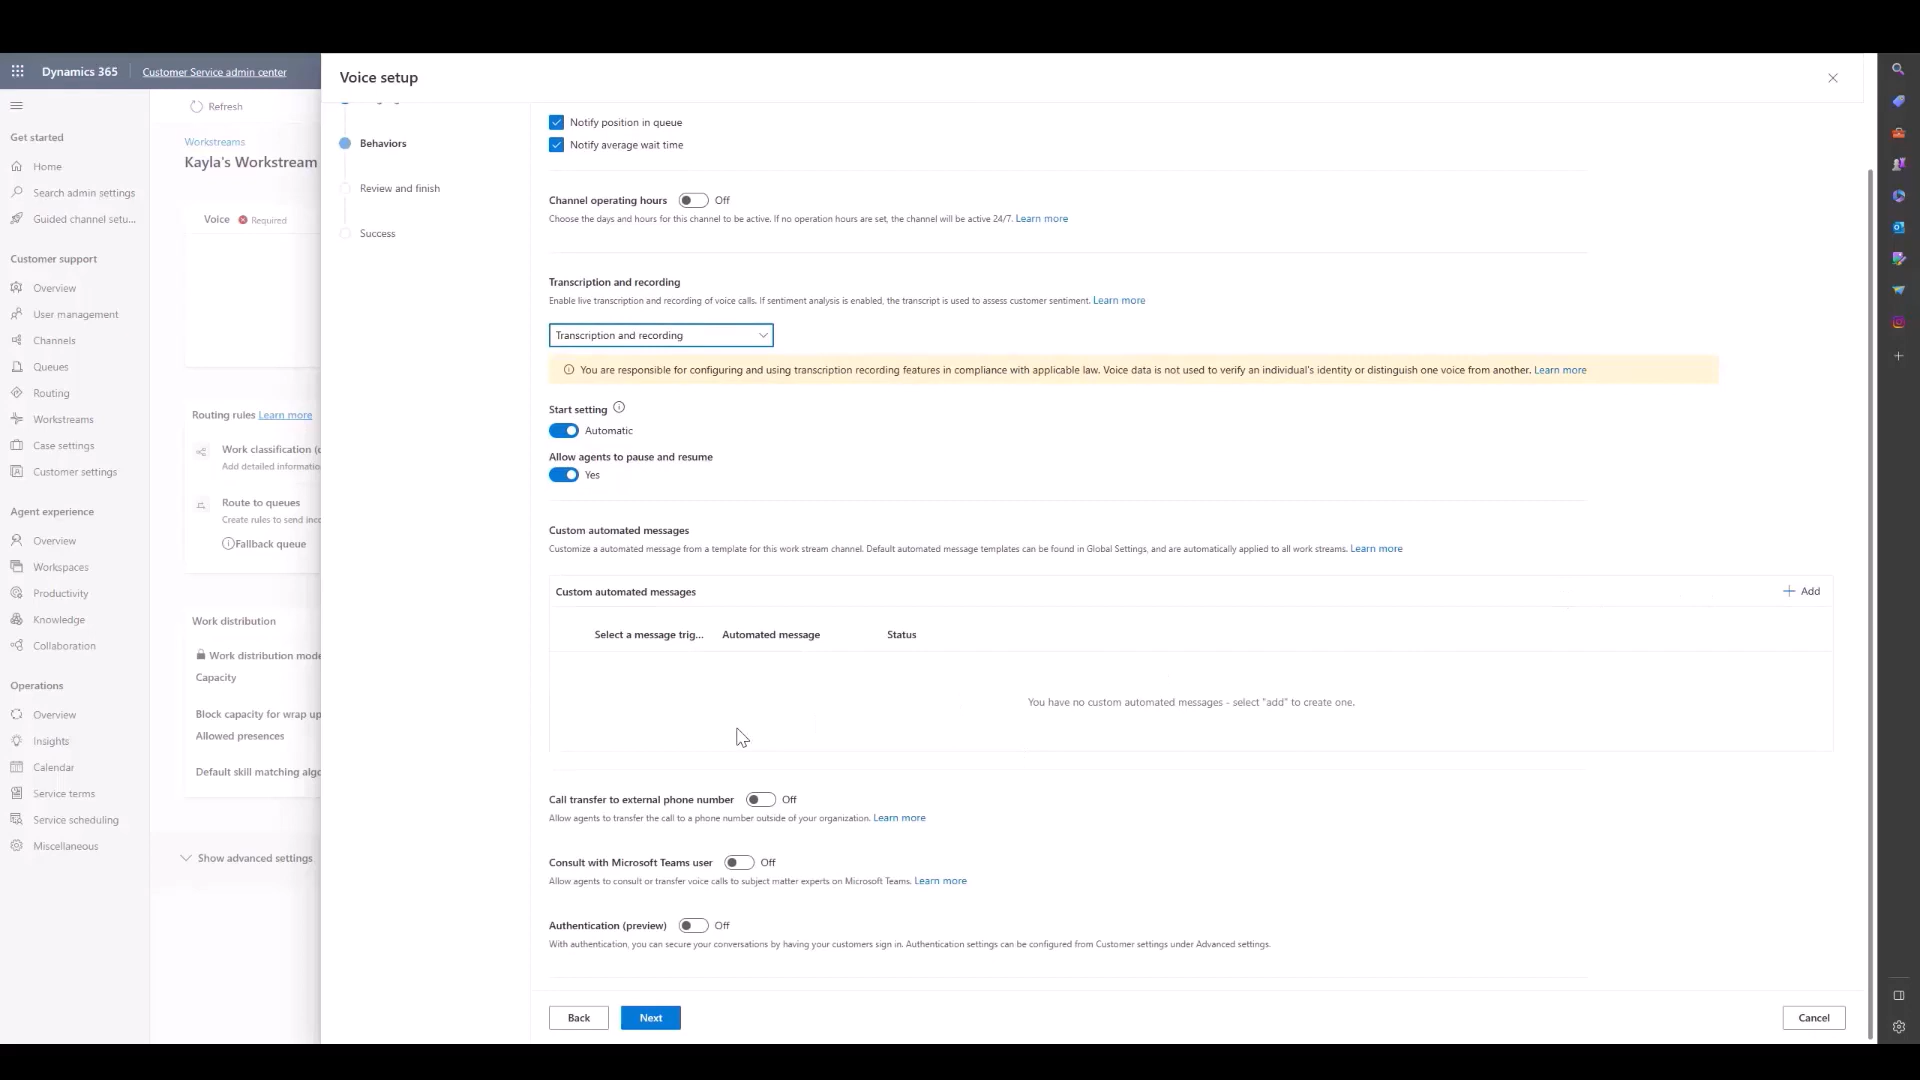 Dynamics 365
Customer Service admin center
Get started
Home
Search admin settings
Guided channel setu...
Customer support
Overview
User management
Channels
Queues
Routing
Workstreams
Case settings
Customer settings
Agent experience
Overview
Workspaces
Productivity
Knowledge
Collaboration
Operations
Overview
Insights
Calendar
Service terms
Service scheduling
Miscellaneous
Refresh
Workstreams
Kayla's Workstream
Voice Required
Routing rules Learn more
Work classification (
Add detailed informatio
Route to queues
Create rules to send inc
Fallback queue
Work distribution
Work distribution mode
Capacity
Block capacity for wrap up
Allowed presences
Default skill matching algo
Show advanced settings
Voice setup
Behaviors
Review and finish
Success
Notify position in queue
Notify average wait time
Channel operating hours Off
Choose the days and hours for this channel to be active. If no operation hours are set, the channel will be active 24/7. Learn more
Transcription and recording
Enable live transcription and recording of voice calls. If sentiment analysis is enabled, the transcript is used to assess customer sentiment. Learn more
Transcription and recording
You are responsible for configuring and using transcription recording features in compliance with applicable law. Voice data is not used to verify an individual's identity or distinguish one voice from another. Learn more
Start setting
Automatic
Allow agents to pause and resume
Yes
Custom automated messages
Customize a automated message from a template for this work stream channel. Default automated message templates can be found in Global Settings, and are automatically applied to all work streams. Learn more
Custom automated messages
Add
Select a message trig... Automated message Status
You have no custom automated messages - select "add" to create one.
Call transfer to external phone number Off
Allow agents to transfer the call to a phone number outside of your organization. Learn more
Consult with Microsoft Teams user Off
Allow agents to consult or transfer voice calls to subject matter experts on Microsoft Teams. Learn more
Authentication (preview) Off
With authentication, you can secure your conversations by having your customers sign in. Authentication settings can be configured from Customer settings under Advanced settings.
Back Next Cancel